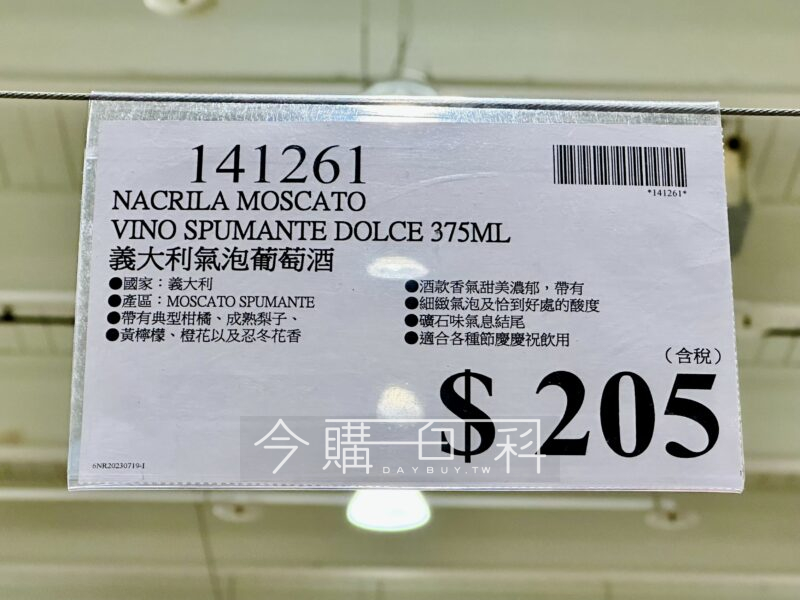 141261
*141261*
NACRILA MOSCATO
VINO SPUMANTE DOLCE 375ML
義大利氣泡葡萄酒
●國家：義大利
●產區：MOSCATO SPUMANTE
●帶有典型柑橘、成熟梨子、
●黃檸檬、橙花以及忍冬花香
●酒款香氣甜美濃郁，帶有
●細緻氣泡及恰到好處的酸度
●礦石味氣息結尾
●適合各種節慶慶祝飲用
（含稅）
$ 205
今購百科
DAYBUY.TW
6NR20230719-1